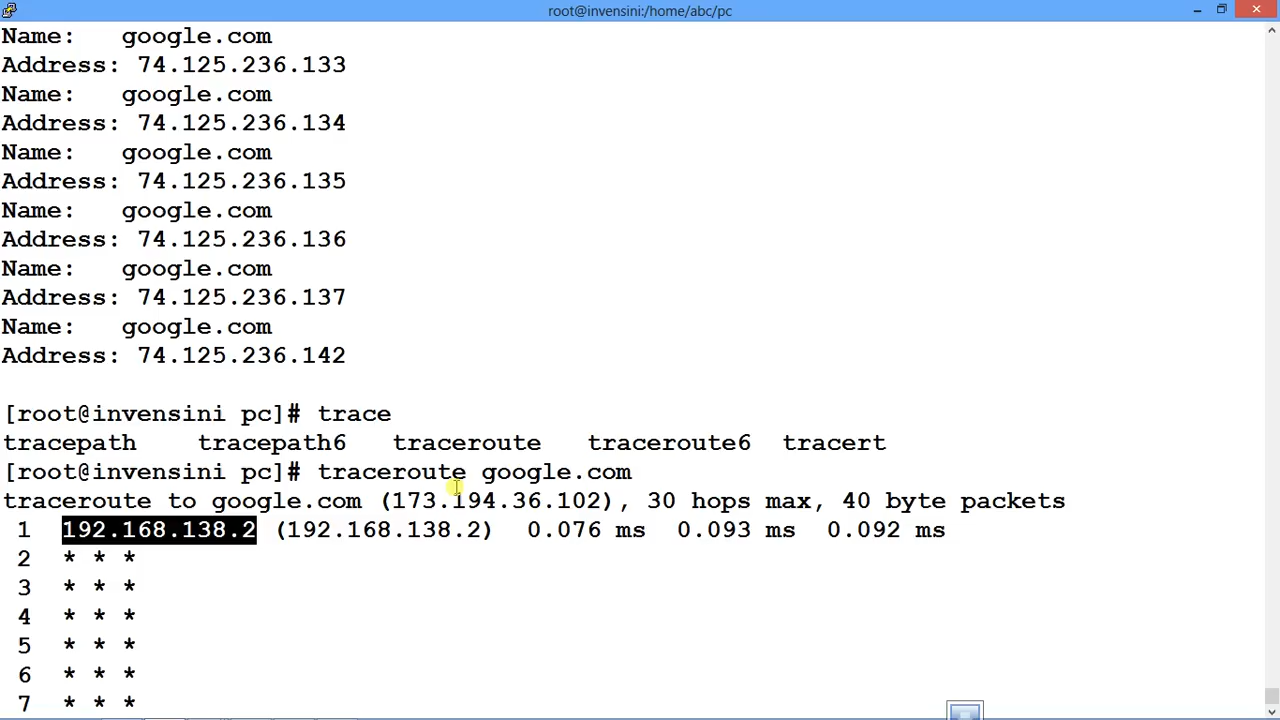 root@invensini:/home/abc/pc
Name:   google.com
Address: 74.125.236.133
Name:   google.com
Address: 74.125.236.134
Name:   google.com
Address: 74.125.236.135
Name:   google.com
Address: 74.125.236.136
Name:   google.com
Address: 74.125.236.137
Name:   google.com
Address: 74.125.236.142
[root@invensini pc]# trace
tracepath    tracepath6   traceroute   traceroute6  tracert
[root@invensini pc]# traceroute google.com
traceroute to google.com (173.194.36.102), 30 hops max, 40 byte packets
 1  192.168.138.2 (192.168.138.2)  0.076 ms  0.093 ms  0.092 ms
 2  * * *
 3  * * *
 4  * * *
 5  * * *
 6  * * *
 7  * * *